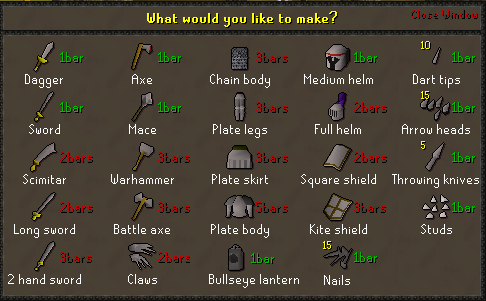 What would you like to make?
Close Window
1bar 1bar 3bars 1bar 10 1bar
Dagger Axe Chain body Medium helm Dart tips
1bar 1bar 3bars 2bars 15 1bar
Sword Mace Plate legs Full helm Arrow heads
2bars 3bars 3bars 2bars 5 1bar
Scimitar Warhammer Plate skirt Square shield Throwing knives
2bars 3bars 5bars 3bars 1bar
Long sword Battle axe Plate body Kite shield Studs
3bars 2bars 1bar 15 1bar
2 hand sword Claws Bullseye lantern Nails